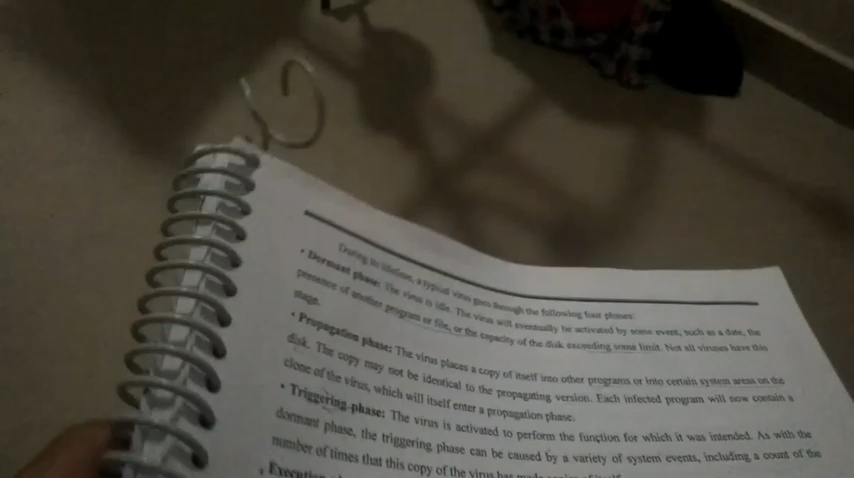 During its lifetime, a typical virus goes through the following four phases:
• Dormant phase: The virus is idle. The virus will eventually be activated by some event, such as a date, the
presence of another program or file, or the capacity of the disk exceeding some limit. Not all viruses have this
stage.
• Propagation phase: The virus places a copy of itself into other programs or into certain system areas on the
disk. The copy may not be identical to the propagating version. Each infected program will now contain a
clone of the virus, which will itself enter a propagation phase.
• Triggering phase: The virus is activated to perform the function for which it was intended. As with the
dormant phase, the triggering phase can be caused by a variety of system events, including a count of the
number of times that this copy of the virus has made copies of itself.
• Execution